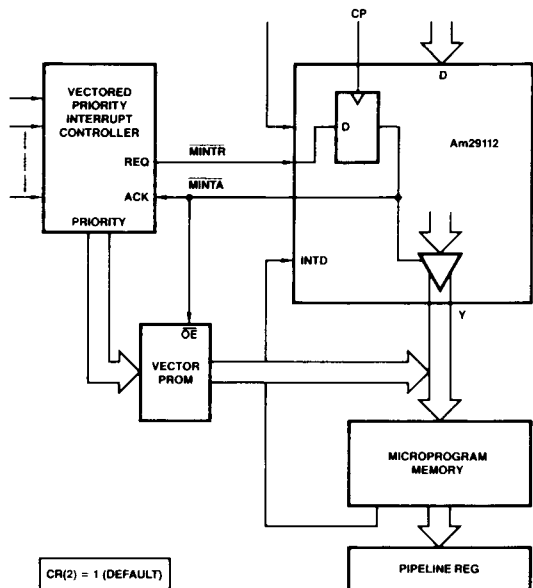 CP
D
VECTORED
PRIORITY
INTERRUPT
CONTROLLER
D
Am29112
REQ
MINTR
ACK
MINTA
PRIORITY
INTD
Y
OE
VECTOR
PROM
MICROPROGRAM
MEMORY
CR(2) = 1 (DEFAULT)
PIPELINE REG